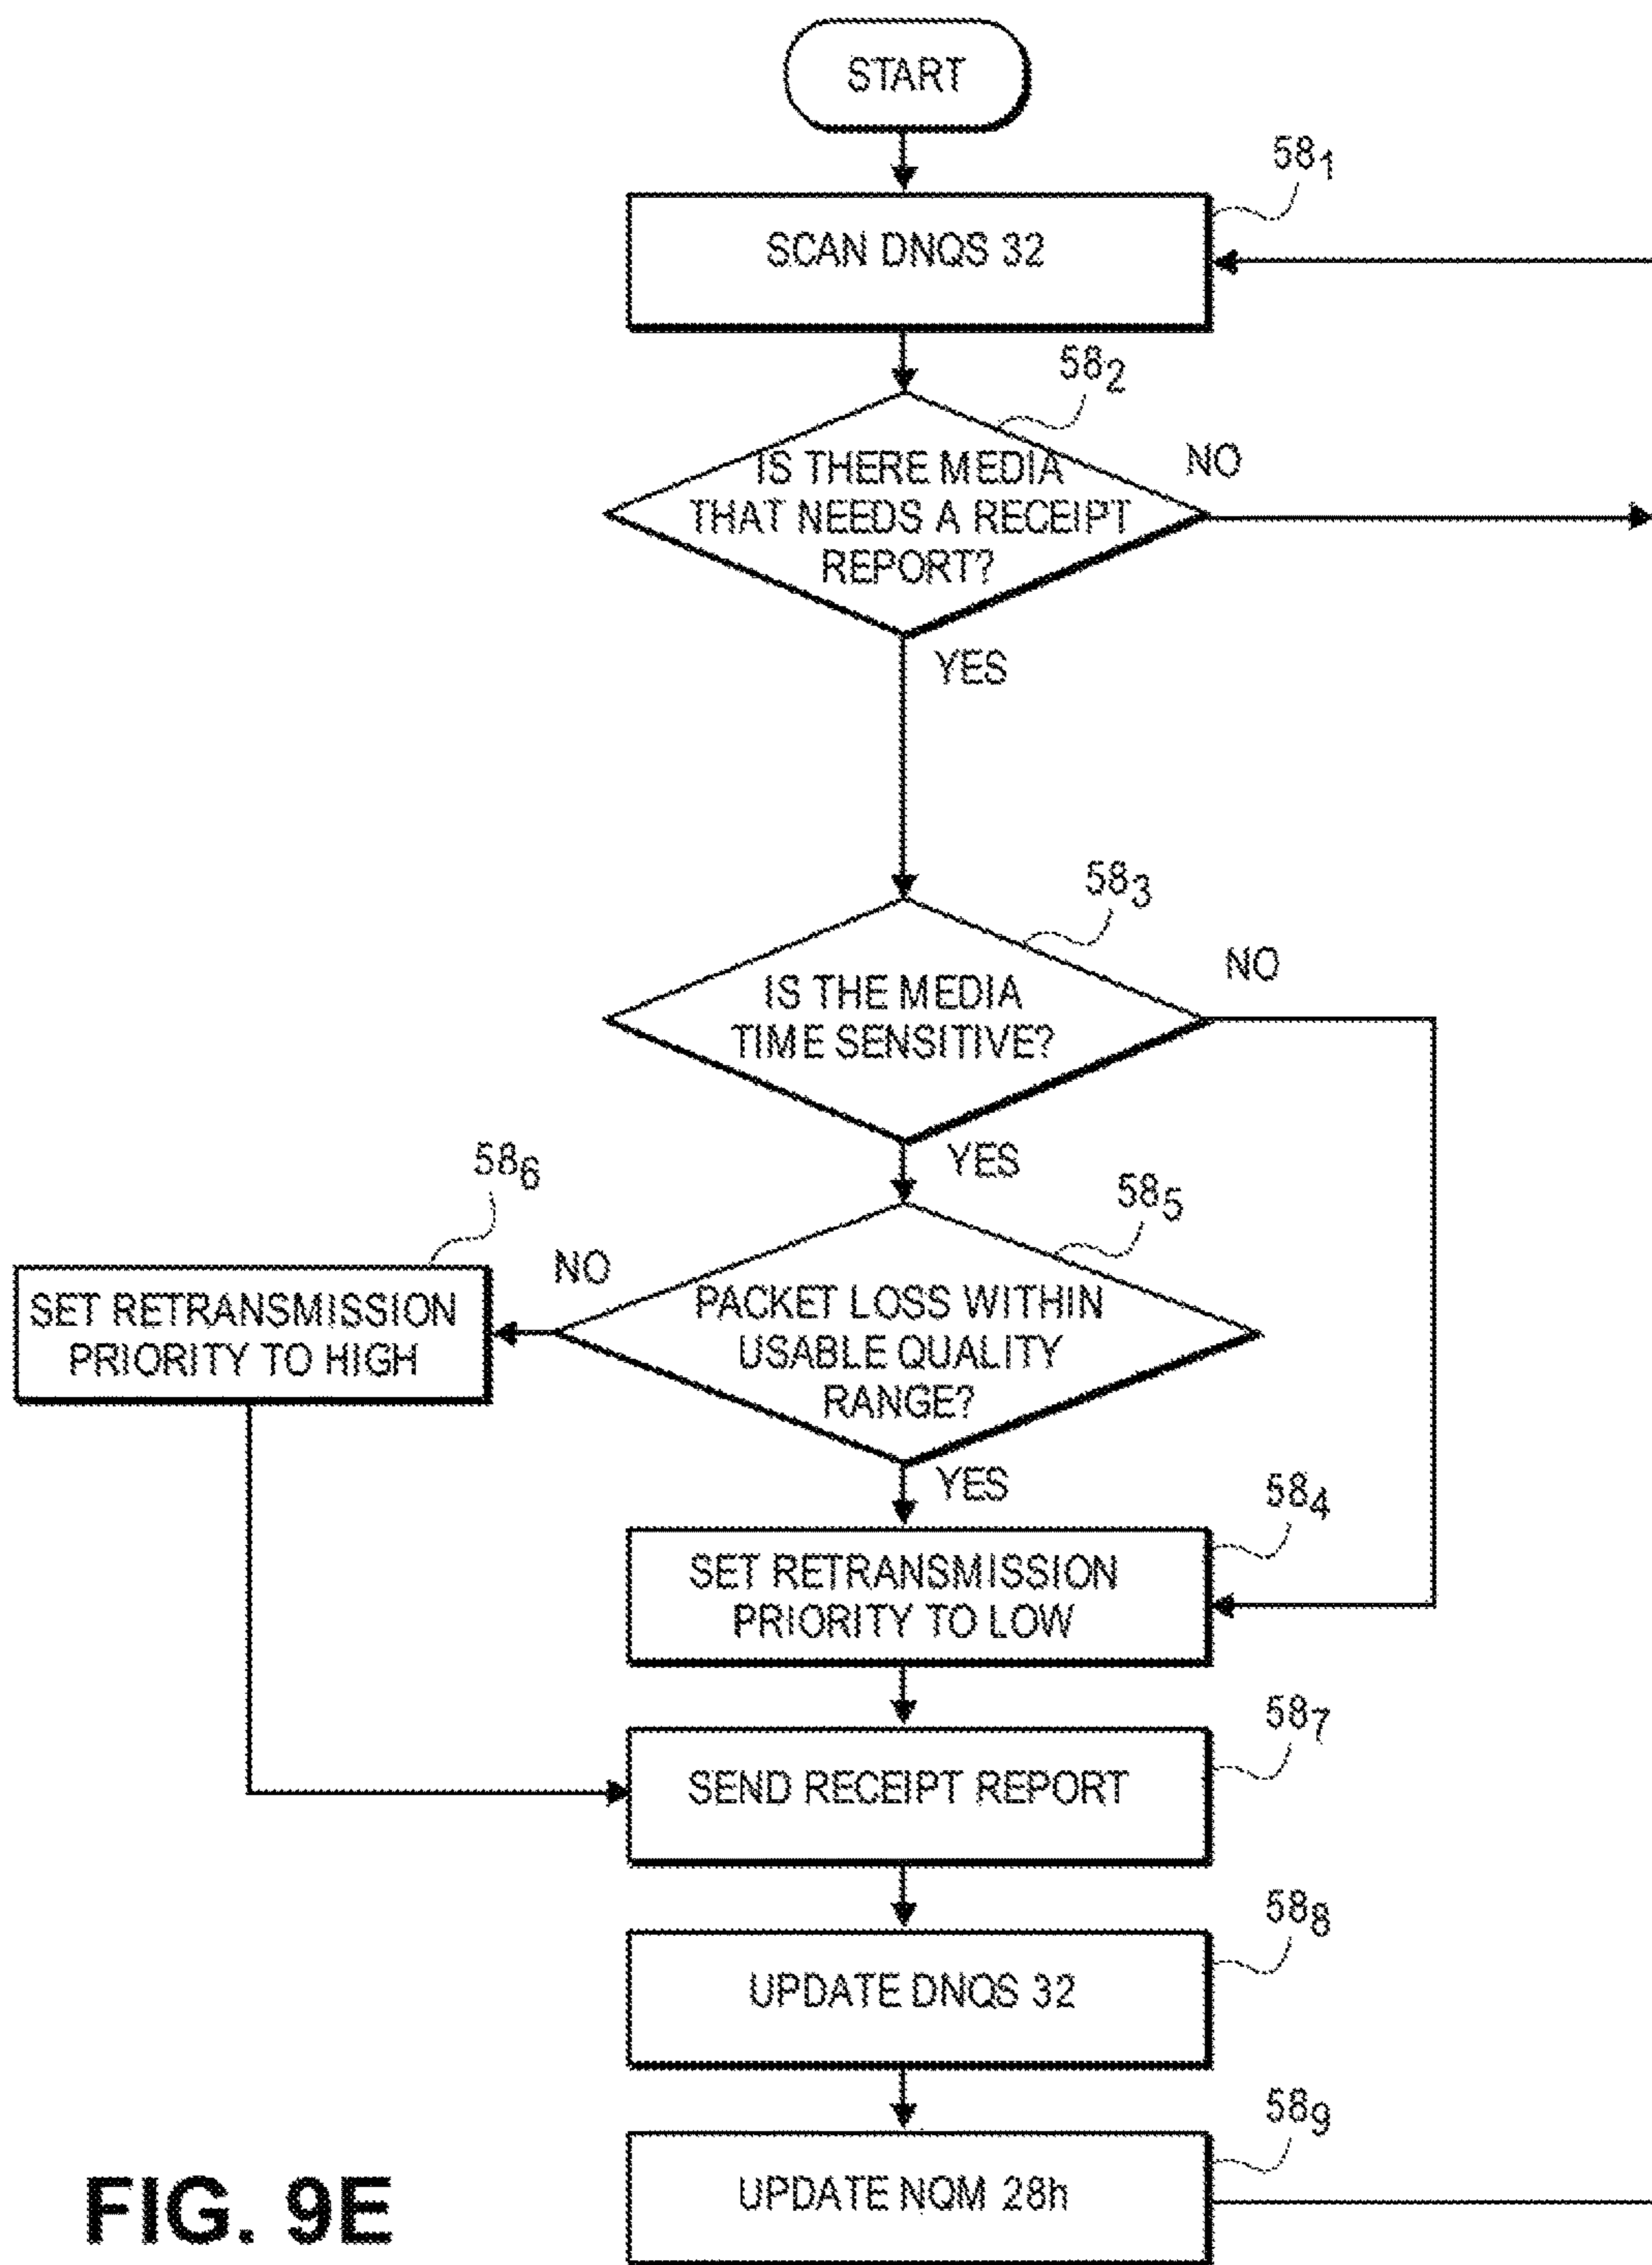 START
58₁
SCAN DNQS 32
58₂
IS THERE MEDIA
THAT NEEDS A RECEIPT
REPORT?
NO
YES
58₃
IS THE MEDIA
TIME SENSITIVE?
NO
YES
58₆
58₅
SET RETRANSMISSION
PRIORITY TO HIGH
NO
PACKET LOSS WITHIN
USABLE QUALITY
RANGE?
YES
58₄
SET RETRANSMISSION
PRIORITY TO LOW
58₇
SEND RECEIPT REPORT
58₈
UPDATE DNQS 32
58₉
UPDATE NQM 28h
FIG. 9E